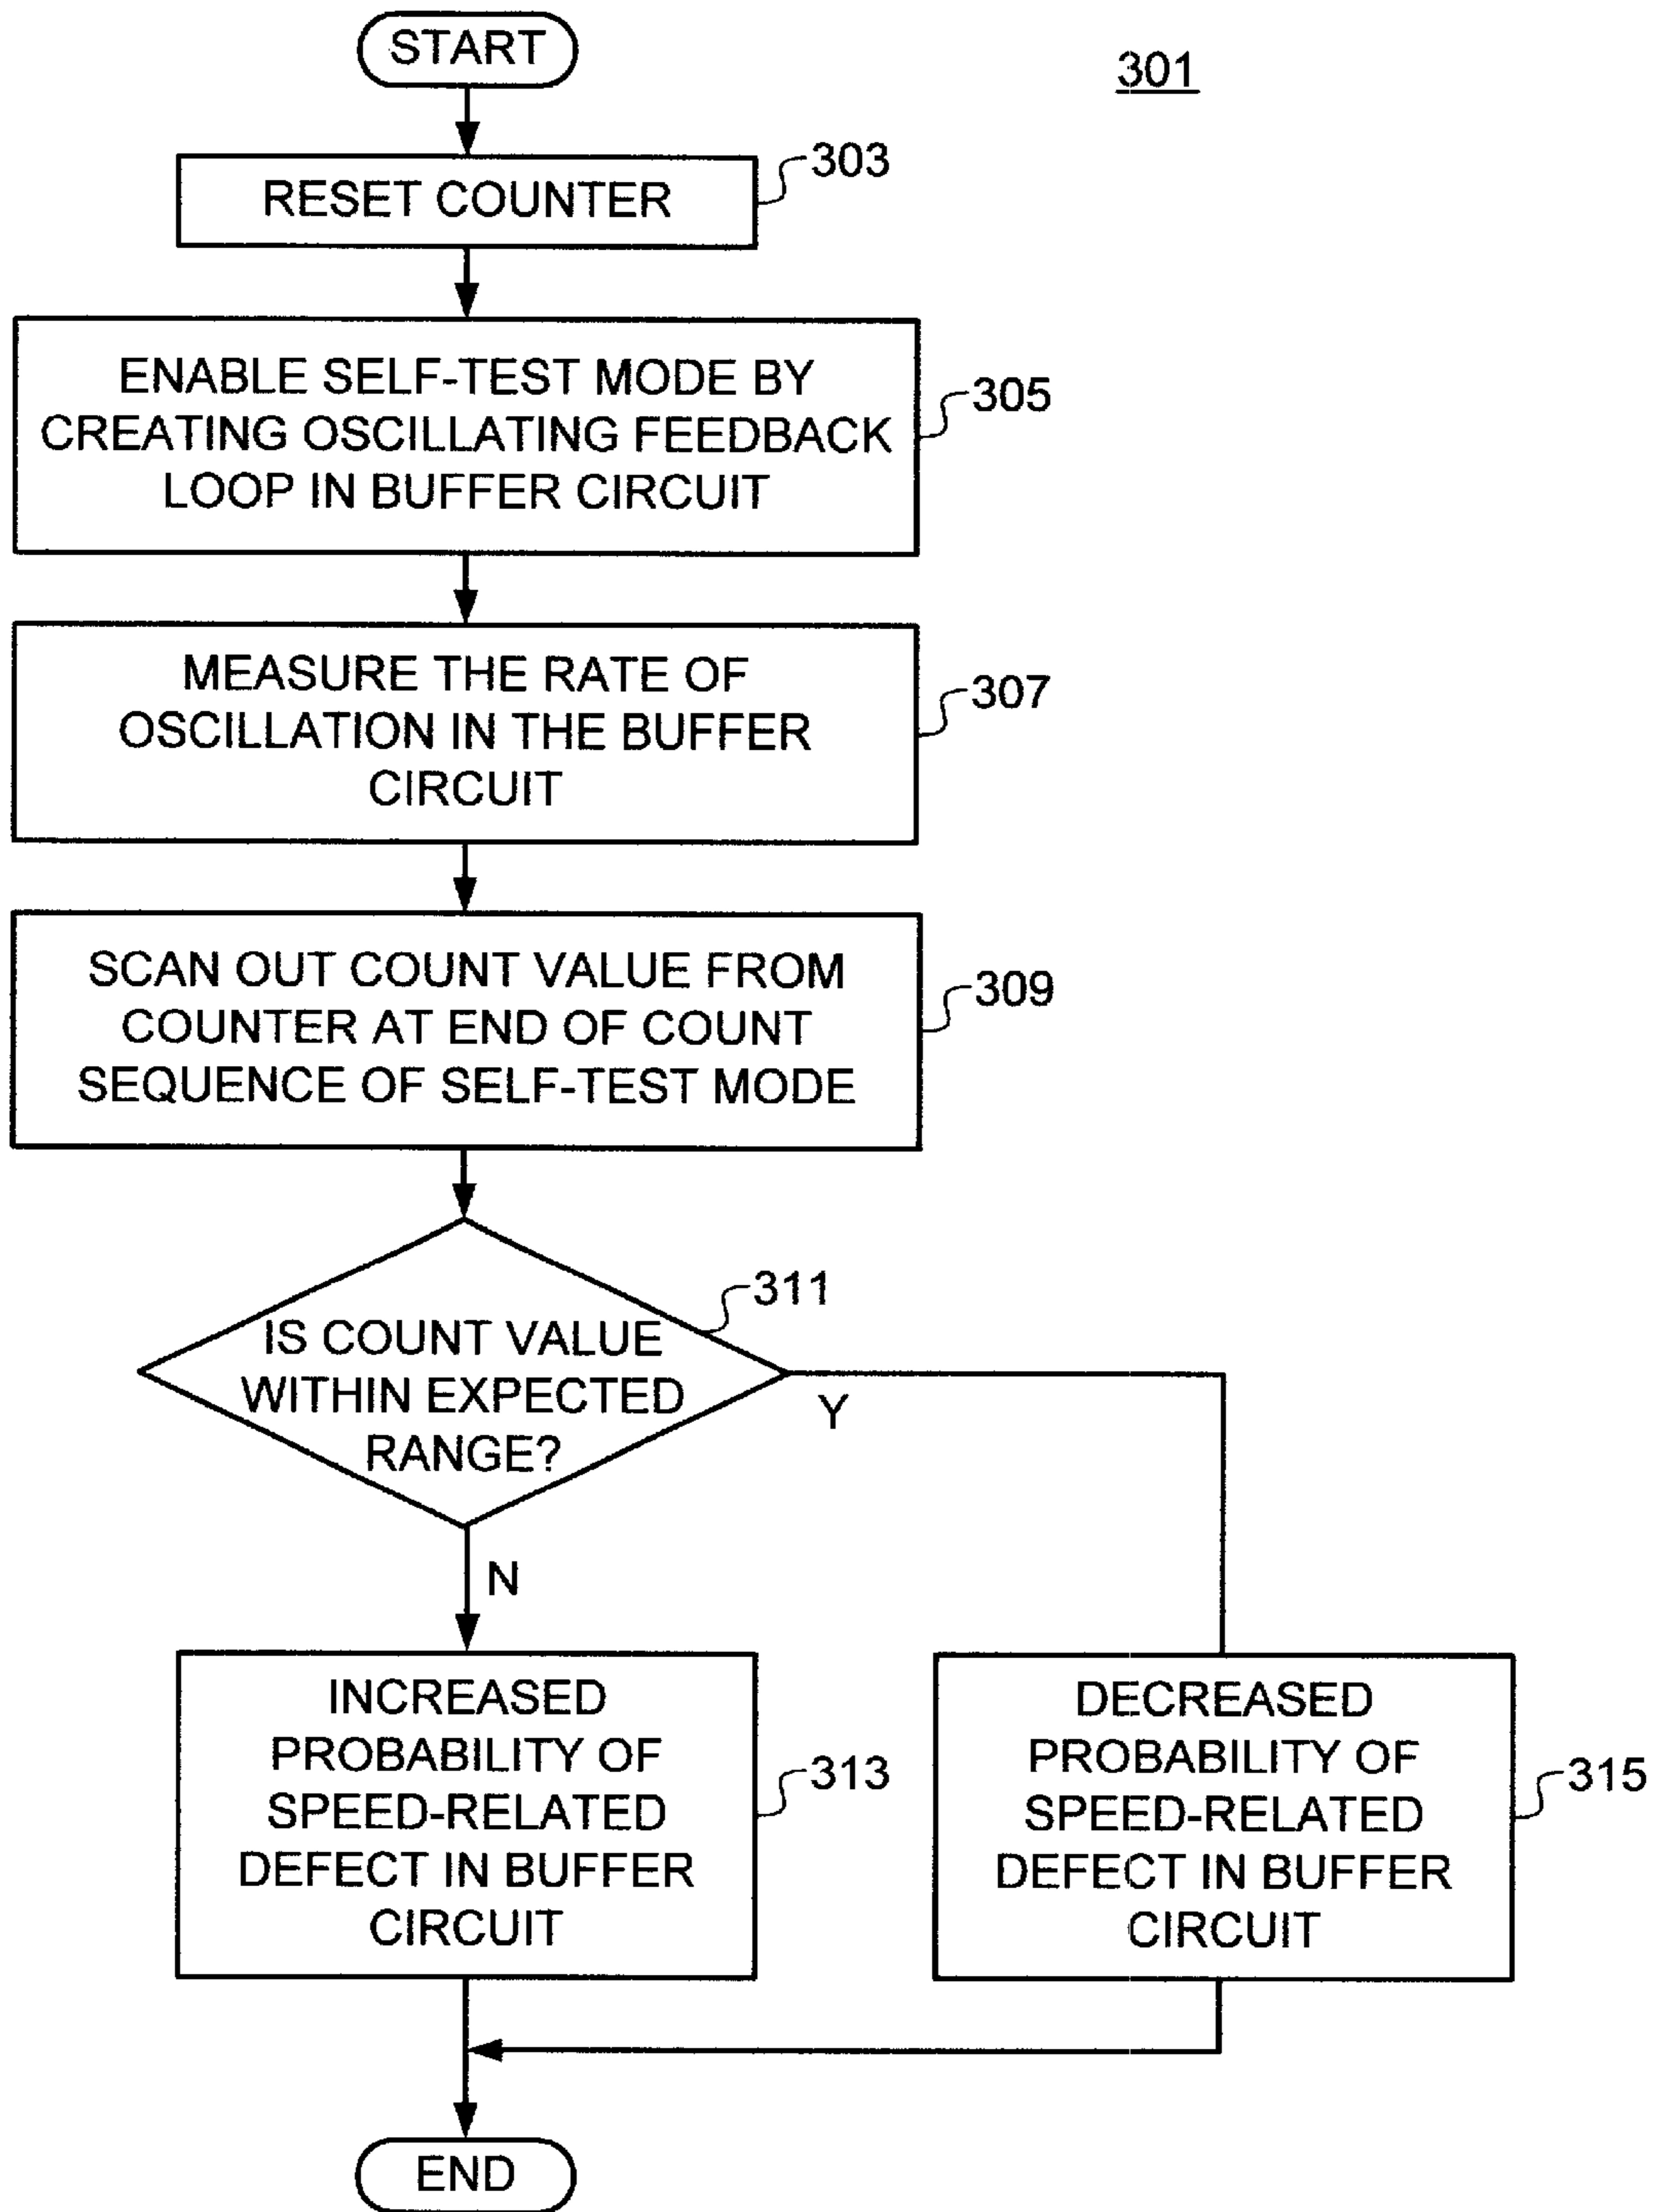 START
301
303
RESET COUNTER
ENABLE SELF-TEST MODE BY
CREATING OSCILLATING FEEDBACK
LOOP IN BUFFER CIRCUIT
305
MEASURE THE RATE OF
OSCILLATION IN THE BUFFER
CIRCUIT
307
SCAN OUT COUNT VALUE FROM
COUNTER AT END OF COUNT
SEQUENCE OF SELF-TEST MODE
309
311
IS COUNT VALUE
WITHIN EXPECTED
RANGE?
Y
N
INCREASED
PROBABILITY OF
SPEED-RELATED
DEFECT IN BUFFER
CIRCUIT
313
DECREASED
PROBABILITY OF
SPEED-RELATED
DEFECT IN BUFFER
CIRCUIT
315
END